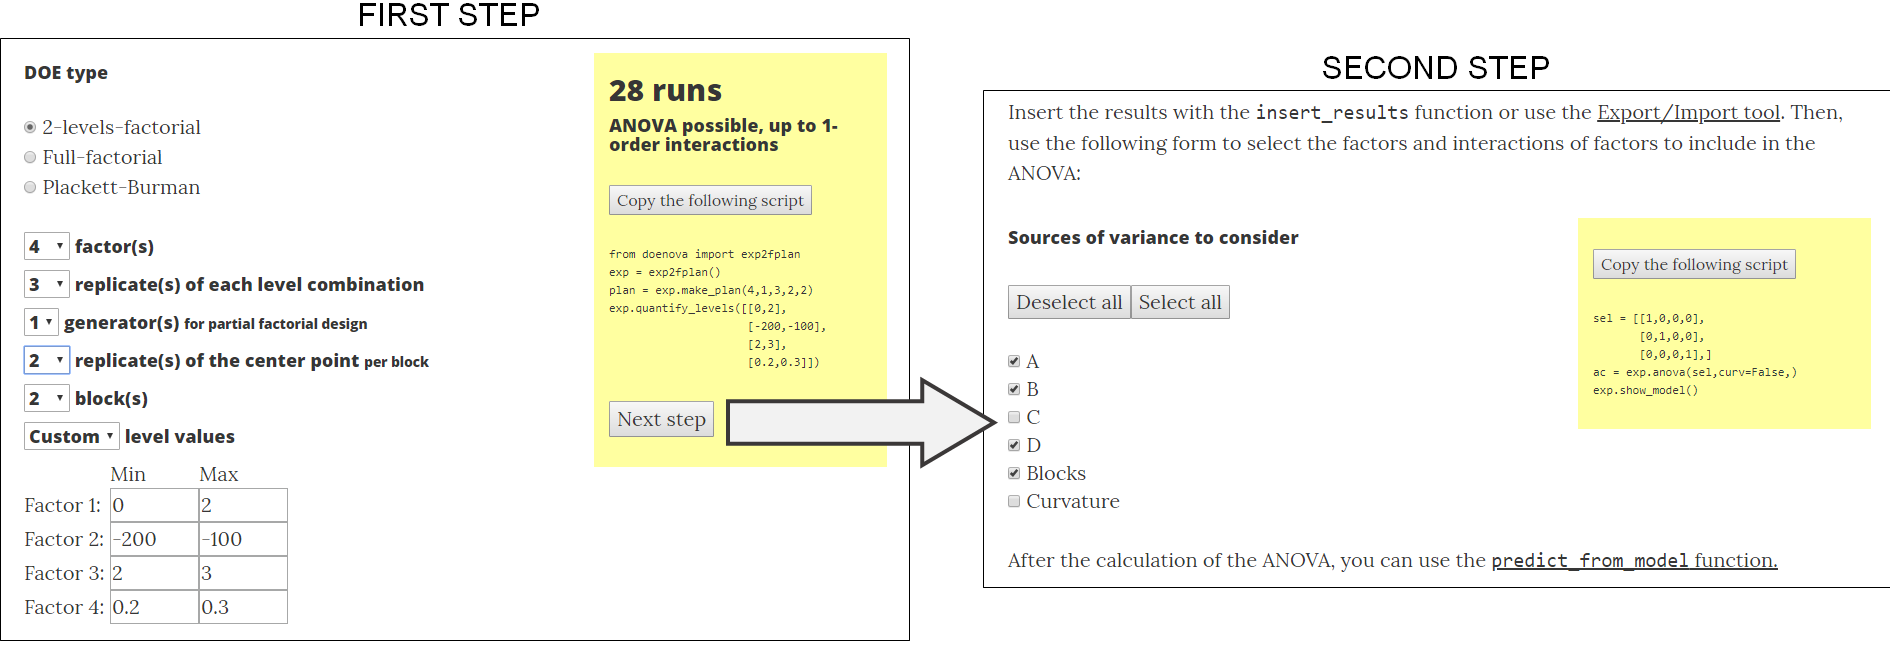 FIRST STEP
DOE type
2-levels-factorial
Full-factorial
Plackett-Burman
4 factor(s)
3 replicate(s) of each level combination
1 generator(s) for partial factorial design
2 replicate(s) of the center point per block
2 block(s)
Custom level values
Min Max
Factor 1: 0 2
Factor 2: -200 -100
Factor 3: 2 3
Factor 4: 0.2 0.3
28 runs
ANOVA possible, up to 1-
order interactions
Copy the following script
from doenova import exp2fplan
exp = exp2fplan()
plan = exp.make_plan(4,1,3,2,2)
exp.quantify_levels([[0,2],
[-200,-100],
[2,3],
[0.2,0.3]])
Next step
SECOND STEP
Insert the results with the insert_results function or use the Export/Import tool. Then,
use the following form to select the factors and interactions of factors to include in the
ANOVA:
Sources of variance to consider
Deselect all Select all
A
B
C
D
Blocks
Curvature
Copy the following script
sel = [[1,0,0,0],
[0,1,0,0],
[0,0,0,1],]
ac = exp.anova(sel,curv=False,)
exp.show_model()
After the calculation of the ANOVA, you can use the predict_from_model function.